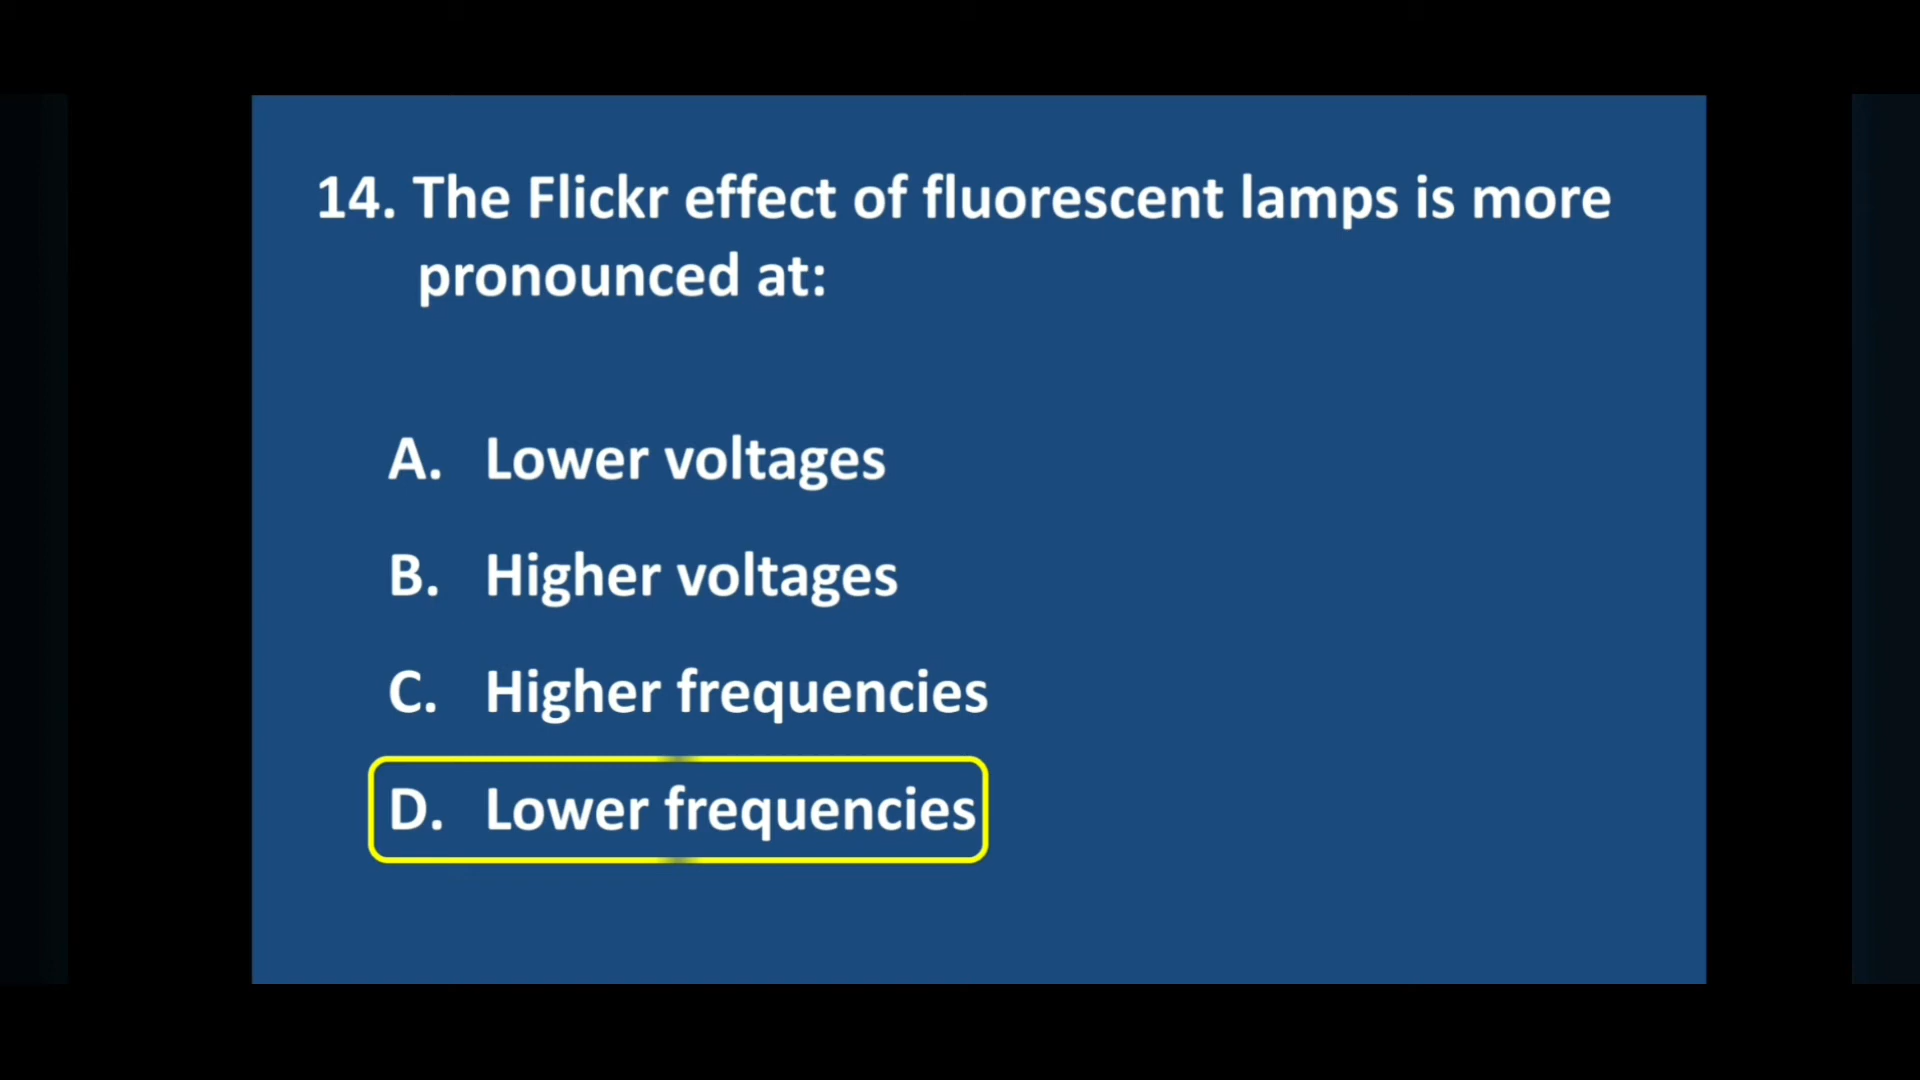 14. The Flickr effect of fluorescent lamps is more
pronounced at:
A. Lower voltages
B. Higher voltages
C. Higher frequencies
D. Lower frequencies